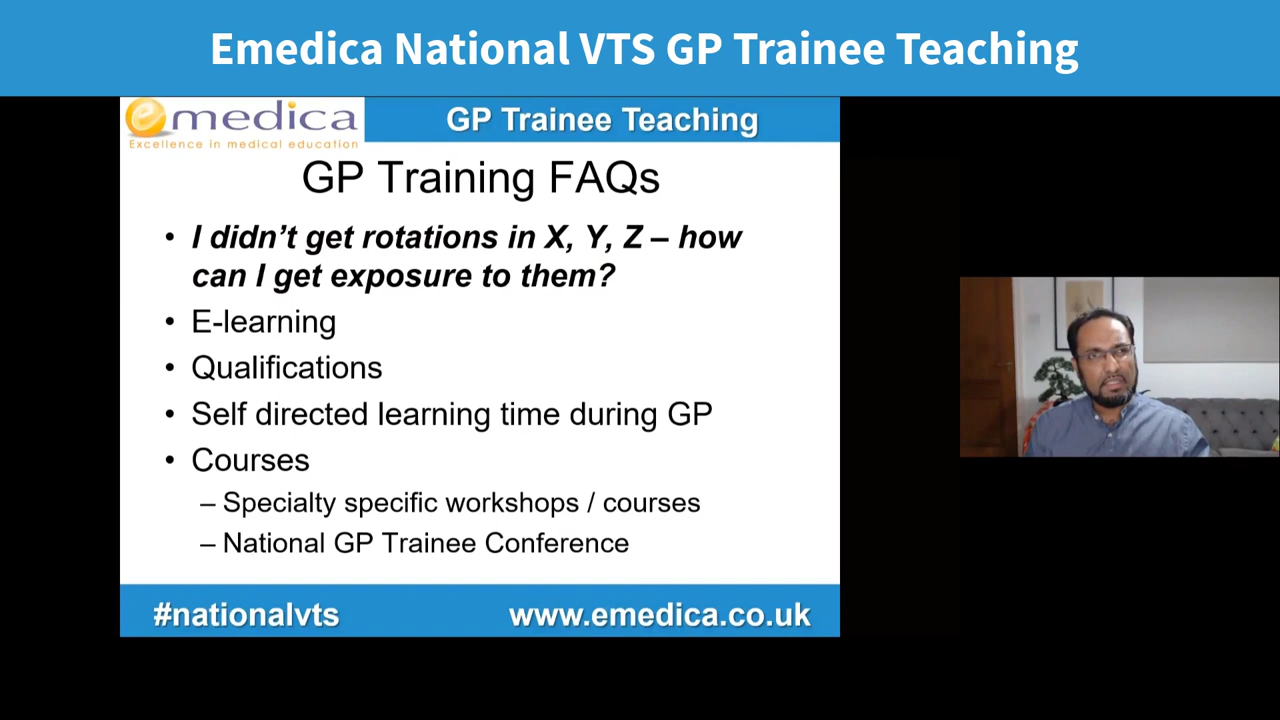 Emedica National VTS GP Trainee Teaching
emedica
Excellence in medical education
GP Trainee Teaching
GP Training FAQs
• I didn’t get rotations in X, Y, Z – how
can I get exposure to them?
• E-learning
• Qualifications
• Self directed learning time during GP
• Courses
– Specialty specific workshops / courses
– National GP Trainee Conference
#nationalvts
www.emedica.co.uk